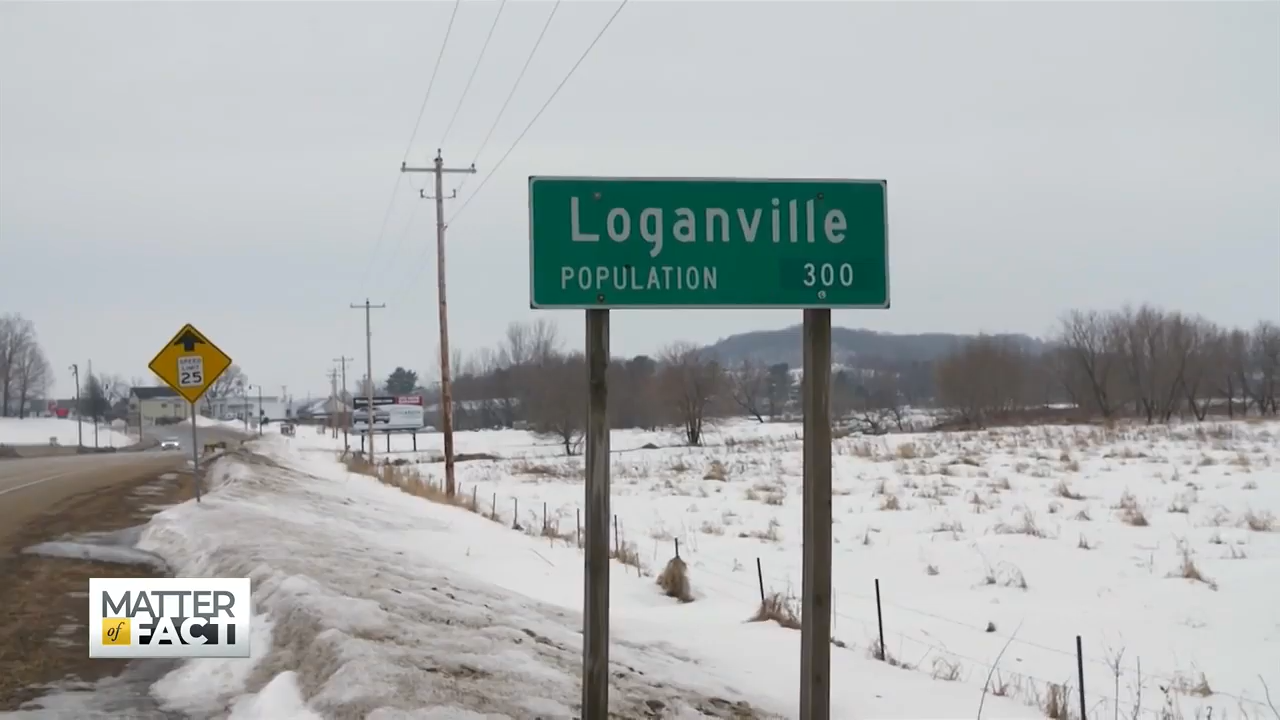 Loganville
POPULATION 300
SPEED
LIMIT
25
MATTER
of FACT